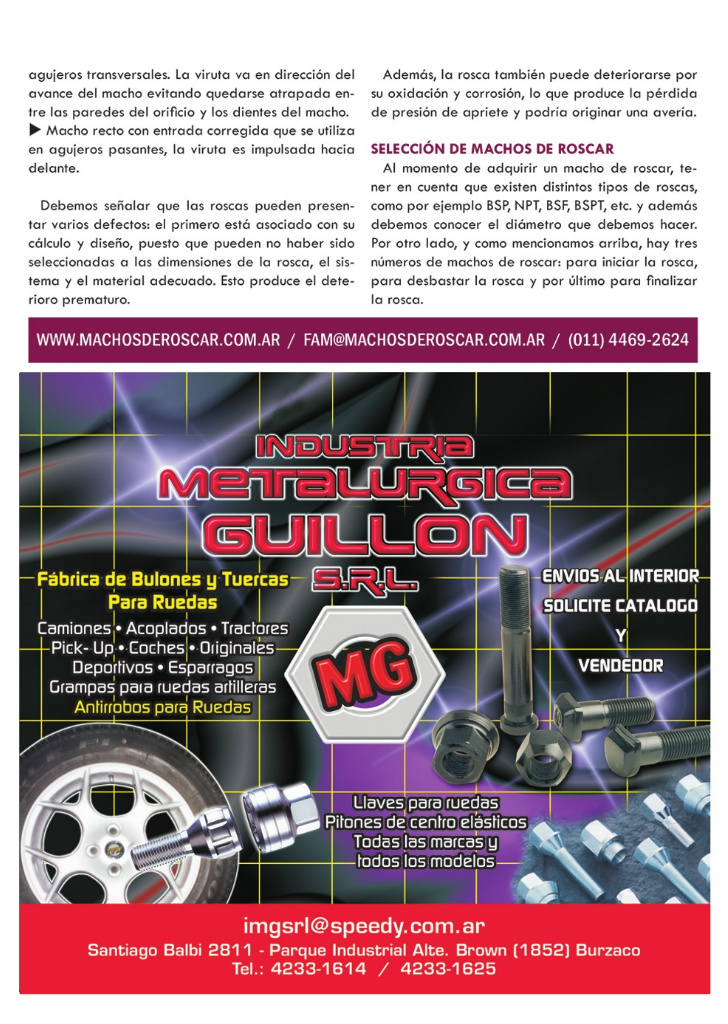 agujeros transversales. La viruta va en dirección del
avance del macho evitando quedarse atrapada en-
tre las paredes del orificio y los dientes del macho.
▶ Macho recto con entrada corregida que se utiliza
en agujeros pasantes, la viruta es impulsada hacia
delante.
Debemos señalar que las roscas pueden presen-
tar varios defectos: el primero está asociado con su
cálculo y diseño, puesto que pueden no haber sido
seleccionadas a las dimensiones de la rosca, el sis-
tema y el material adecuado. Esto produce el dete-
rioro prematuro.
Además, la rosca también puede deteriorarse por
su oxidación y corrosión, lo que produce la pérdida
de presión de apriete y podría originar una avería.
SELECCIÓN DE MACHOS DE ROSCAR
Al momento de adquirir un macho de roscar, te-
ner en cuenta que existen distintos tipos de roscas,
como por ejemplo BSP, NPT, BSF, BSPT, etc. y además
debemos conocer el diámetro que debemos hacer.
Por otro lado, y como mencionamos arriba, hay tres
números de machos de roscar: para iniciar la rosca,
para desbastar la rosca y por último para finalizar
la rosca.
WWW.MACHOSDEROSCAR.COM.AR / FAM@MACHOSDEROSCAR.COM.AR / (011) 4469-2624
INDUSTRIA
METALURGICA
GUILLON
S.R.L.
Fábrica de Bulones y Tuercas
Para Ruedas
Camiones • Acoplados • Tractores
Pick- Up • Coches • Originales
Deportivos • Esparragos
Grampas para ruedas artilleras
Antirrobos para Ruedas
MG
ENVIOS AL INTERIOR
SOLICITE CATALOGO
Y
VENDEDOR
Llaves para ruedas
Pitones de centro elásticos
Todas las marcas y
todos los modelos
imgsrl@speedy.com.ar
Santiago Balbi 2811 - Parque Industrial Alte. Brown (1852) Burzaco
Tel.: 4233-1614 / 4233-1625